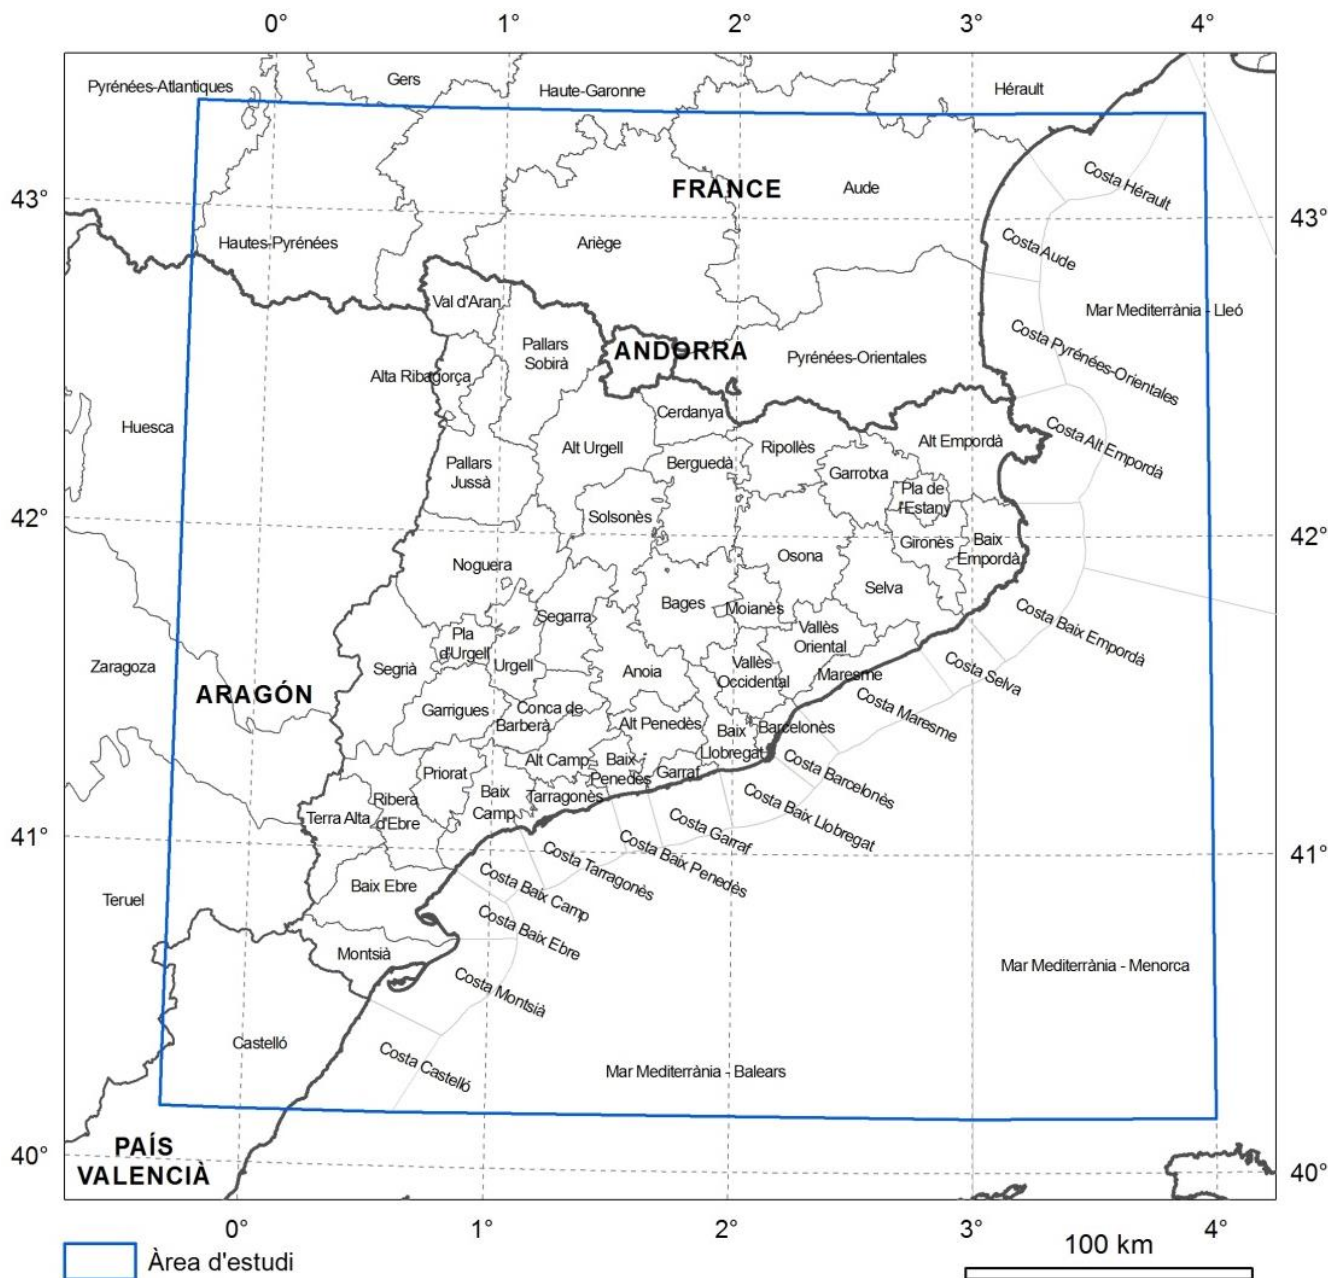 0° 1° 2° 3° 4°
Pyrénées-Atlantiques
Gers
Haute-Garonne
Hérault
43°
FRANCE
Aude
Costa Hérault
43°
Hautes-Pyrénées
Ariège
Costa Aude
Val d'Aran
Mar Mediterrània - Lleó
Pallars
Sobirà
ANDORRA
Pyrénées-Orientales
Costa Pyrénées-Orientales
Alta Ribagorça
Cerdanya
Huesca
Alt Urgell
Ripollès
Alt Empordà
Costa Alt Empordà
Pallars
Jussà
Berguedà
Garrotxa
Pla de
l'Estany
42°
Solsonès
42°
Noguera
Osona
Gironès
Baix
Empordà
Segarra
Bages
Moianès
Selva
Costa Baix Empordà
Zaragoza
Segrià
Pla
d'Urgell
Urgell
Anoia
Vallès
Oriental
Vallès
Occidental
Maresme
Costa Selva
ARAGÓN
Garrigues
Conca de
Barberà
Alt Penedès
Baix
Llobregat
Barcelonès
Costa Maresme
Priorat
Alt Camp
Baix
Penedès
Garraf
Costa Barcelonès
Terra Alta
Ribera
d'Ebre
Baix
Camp
Tarragonès
Costa Baix Llobregat
41°
Costa Garraf
41°
Costa Baix Penedès
Costa Tarragonès
Teruel
Baix Ebre
Costa Baix Camp
Costa Baix Ebre
Montsià
Costa Montsià
Mar Mediterrània - Menorca
Castelló
Costa Castelló
Mar Mediterrània - Balears
40°
PAÍS
VALENCIÀ
40°
0° 1° 2° 3° 4°
Àrea d'estudi
100 km